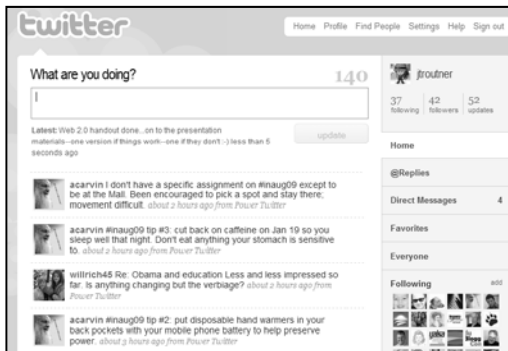 twitter
Home Profile Find People Settings Help Sign out
What are you doing?
140
Latest: Web 2.0 handout done...on to the presentation
materials--one version if things work--one if they don't :-) less than 5
seconds ago
update
acarvin I don't have a specific assignment on #inaug09 except to
be at the Mall. Been encouraged to pick a spot and stay there;
movement difficult. about 2 hours ago from Power Twitter
acarvin #inaug09 tip #3: cut back on caffeine on Jan 19 so you
sleep well that night. Don't eat anything your stomach is sensitive
to. about 2 hours ago from Power Twitter
willrich45 Re: Obama and education Less and less impressed so
far. Is anything changing but the verbiage? about 2 hours ago from
Power Twitter
acarvin #inaug09 tip #2: put disposable hand warmers in your
back pockets with your mobile phone battery to help preserve
power. about 3 hours ago from Power Twitter
jtroutner
37 42 52
following followers updates
Home
@Replies
Direct Messages 4
Favorites
Everyone
Following add